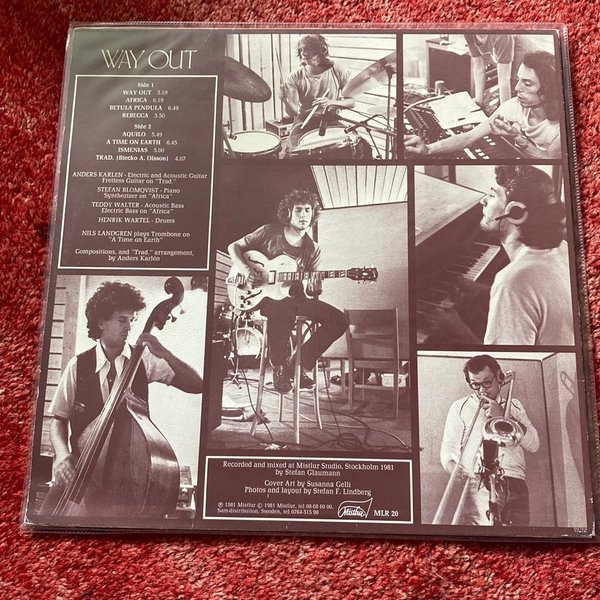 WAY OUT
Side 1
WAY OUT 5.19
AFRICA 6.19
BETULA PENDULA 6.49
REBECCA 3.50
Side 2
AQUILO 5.49
A TIME ON EARTH 6.45
ISMENIAS 5.00
TRAD. (Blecko A. Olsson) 4.07
ANDERS KARLÉN - Electric and Acoustic Guitar
Fretless Guitar on "Trad."
STEFAN BLOMQVIST - Piano
Synthezizer on "Africa"
TEDDY WALTER - Acoustic Bass
Electric Bass on "Africa"
HENRIK WARTEL - Drums
NILS LANDGREN plays Trombone on
"A Time on Earth"
Compositions, and "Trad." arrangement,
by Anders Karlén
Recorded and mixed at Mistlur Studio, Stockholm 1981
by Stefan Glaumann
Cover Art by Susanna Gelli
Photos and layout by Stefan F. Lindberg
℗ 1981 Mistlur © 1981 Mistlur, tel 08-68 60 00.
Sam-distribution, Sweden, tel 0764-315 90
Mistlur
MLR 20